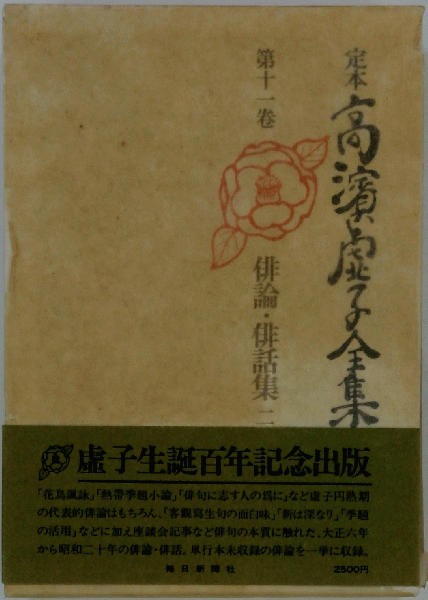 定本
高濱虚子全集
第十一卷
俳論・俳話集 二
虚子生誕百年記念出版
「花鳥諷詠」「熱帯季題小論」「俳句に志す人の爲に」など虚子円熟期
の代表的俳論はもちろん、「客觀寫生句の面白味」「新は深なり」「季題
の活用」などに加え座談会記事など俳句の本質に触れた、大正六年
から昭和二十年の俳論・俳話。単行本未収録の俳論を一挙に収録。
毎日新聞社
2500円